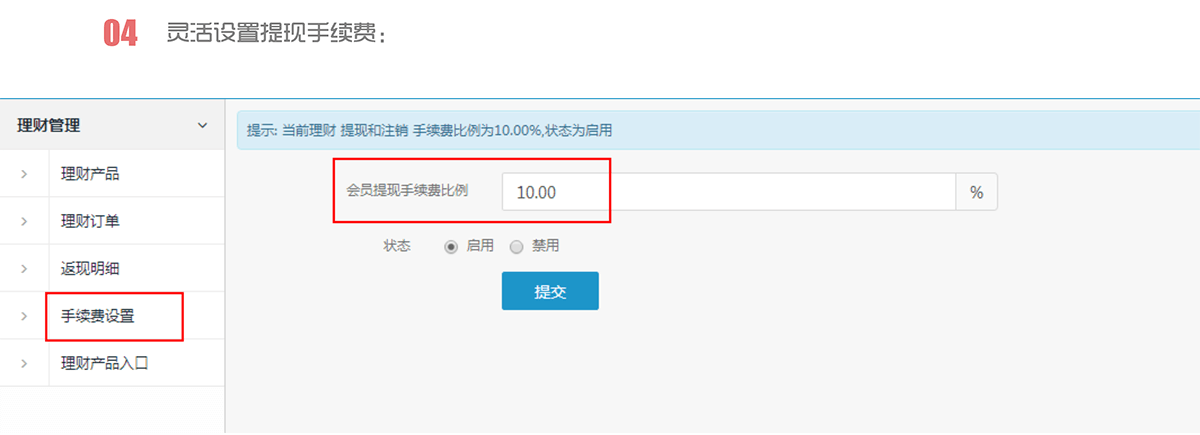 04 灵活设置提现手续费：
理财管理
提示: 当前理财 提现和注销 手续费比例为10.00%,状态为启用
理财产品
会员提现手续费比例 10.00 %
理财订单
状态 启用 禁用
返现明细
提交
手续费设置
理财产品入口